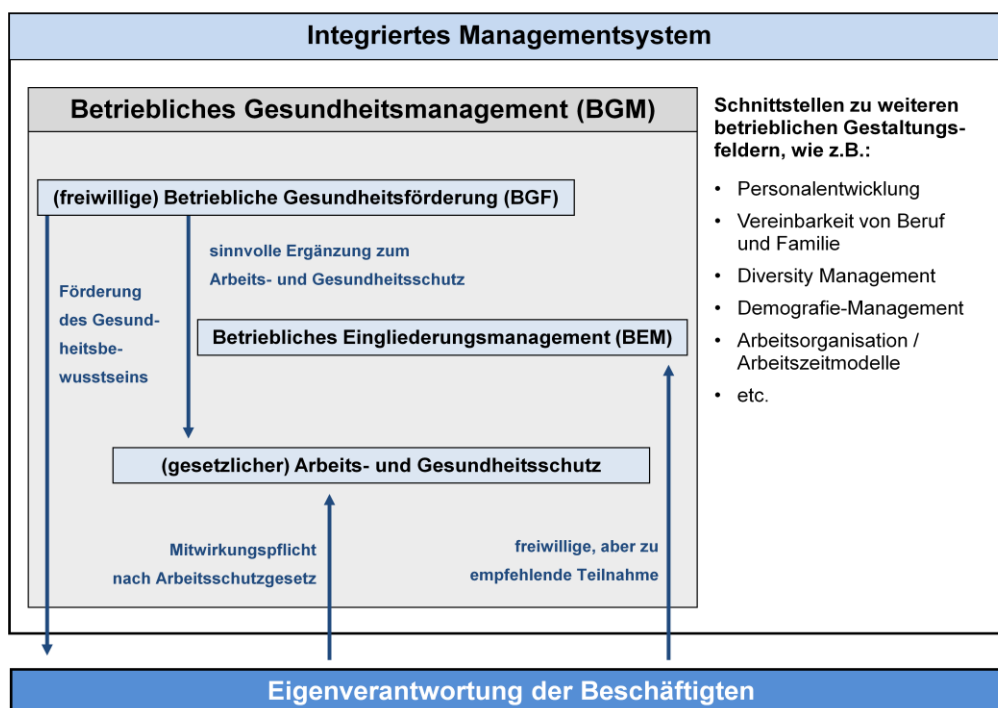 Integriertes Managementsystem
Betriebliches Gesundheitsmanagement (BGM)
(freiwillige) Betriebliche Gesundheitsförderung (BGF)
sinnvolle Ergänzung zum
Arbeits- und Gesundheitsschutz
Förderung
des Gesund-
heitsbe-
wusstseins
Betriebliches Eingliederungsmanagement (BEM)
(gesetzlicher) Arbeits- und Gesundheitsschutz
Mitwirkungspflicht
nach Arbeitsschutzgesetz
freiwillige, aber zu
empfehlende Teilnahme
Schnittstellen zu weiteren
betrieblichen Gestaltungs-
feldern, wie z.B.:
• Personalentwicklung
• Vereinbarkeit von Beruf
und Familie
• Diversity Management
• Demografie-Management
• Arbeitsorganisation /
Arbeitszeitmodelle
• etc.
Eigenverantwortung der Beschäftigten